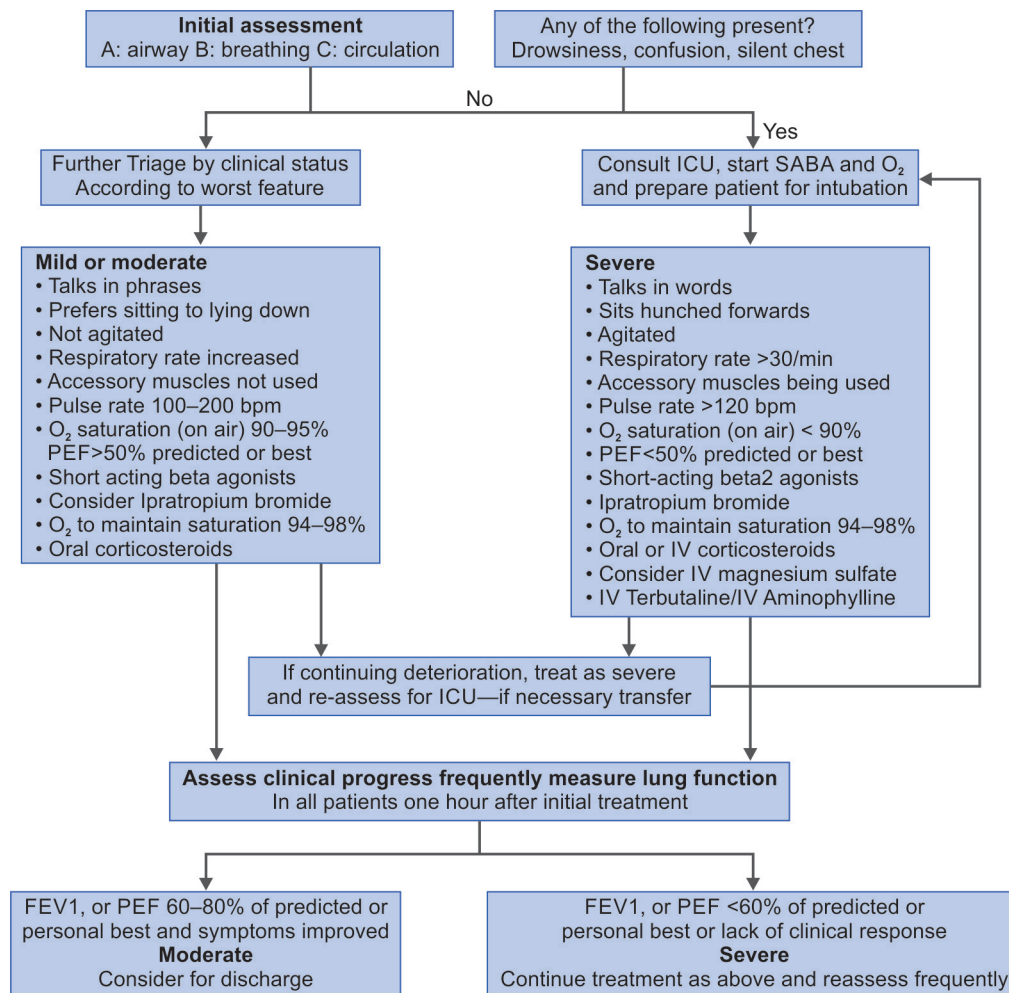 Initial assessment
A: airway B: breathing C: circulation
Any of the following present?
Drowsiness, confusion, silent chest
No
Yes
Further Triage by clinical status
According to worst feature
Consult ICU, start SABA and O₂
and prepare patient for intubation
Mild or moderate
• Talks in phrases
• Prefers sitting to lying down
• Not agitated
• Respiratory rate increased
• Accessory muscles not used
• Pulse rate 100–200 bpm
• O₂ saturation (on air) 90–95%
PEF>50% predicted or best
• Short acting beta agonists
• Consider Ipratropium bromide
• O₂ to maintain saturation 94–98%
• Oral corticosteroids
Severe
• Talks in words
• Sits hunched forwards
• Agitated
• Respiratory rate >30/min
• Accessory muscles being used
• Pulse rate >120 bpm
• O₂ saturation (on air) < 90%
• PEF<50% predicted or best
• Short-acting beta2 agonists
• Ipratropium bromide
• O₂ to maintain saturation 94–98%
• Oral or IV corticosteroids
• Consider IV magnesium sulfate
• IV Terbutaline/IV Aminophylline
If continuing deterioration, treat as severe
and re-assess for ICU—if necessary transfer
Assess clinical progress frequently measure lung function
In all patients one hour after initial treatment
FEV1, or PEF 60–80% of predicted or
personal best and symptoms improved
Moderate
Consider for discharge
FEV1, or PEF <60% of predicted or
personal best or lack of clinical response
Severe
Continue treatment as above and reassess frequently